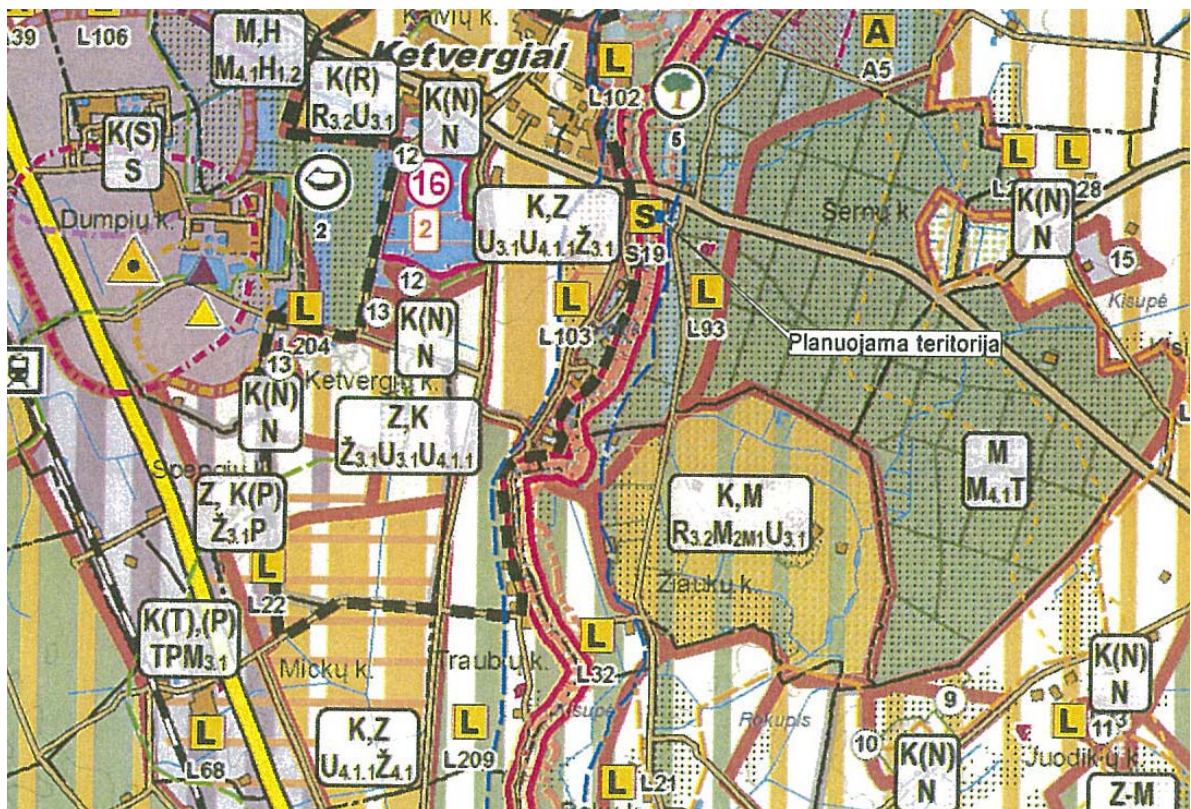 A39
L106
M,H
M4.1H1.2
Ketvergiai
L102
A
A5
K(R)
R3.2U3.1
K(N)
N
5
K(S)
S
12
16
L
L
28
K(N)
N
2
2
K,Z
U3.1U4.1.1Ž3.1
S
S19
Dumpių k.
15
12
Kisupė
L
L
L
L204
13
L103
L93
K(N)
N
Planuojama teritorija
13
Ketvergių k.
K(N)
N
Z,K
Ž3.1U3.1U4.1.1
M
M4.1T
Z, K(P)
Ž3.1P
K,M
R3.2M2M1U3.1
L
L22
Žiaukų k.
K(T),(P)
TPM3.1
L
L32
Mickų k.
Traubių k.
K(N)
N
L
L
Rokupis
9
L
11
K,Z
U4.1.1Ž4.1
L68
L209
10
K(N)
N
Juodikių k.
L
L21
Z-M